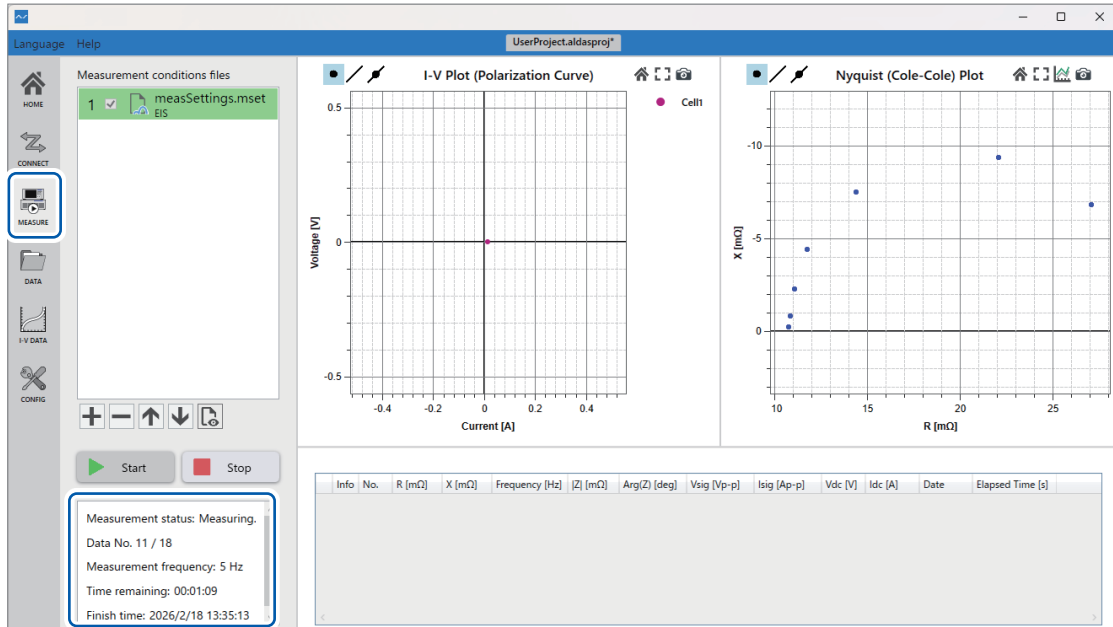 Language Help UserProject.aldasproj*
HOME
CONNECT
MEASURE
DATA
I-V DATA
CONFIG
Measurement conditions files
1 measSettings.mset
EIS
Start Stop
Measurement status: Measuring.
Data No. 11 / 18
Measurement frequency: 5 Hz
Time remaining: 00:01:09
Finish time: 2026/2/18 13:35:13
I-V Plot (Polarization Curve)
Cell1
Voltage [V]
0.5
0
-0.5
-0.4 -0.2 0 0.2 0.4
Current [A]
Nyquist (Cole-Cole) Plot
X [mΩ]
-10
-5
0
10 15 20 25
R [mΩ]
Info No. R [mΩ] X [mΩ] Frequency [Hz] |Z| [mΩ] Arg(Z) [deg] Vsig [Vp-p] Isig [Ap-p] Vdc [V] Idc [A] Date Elapsed Time [s]